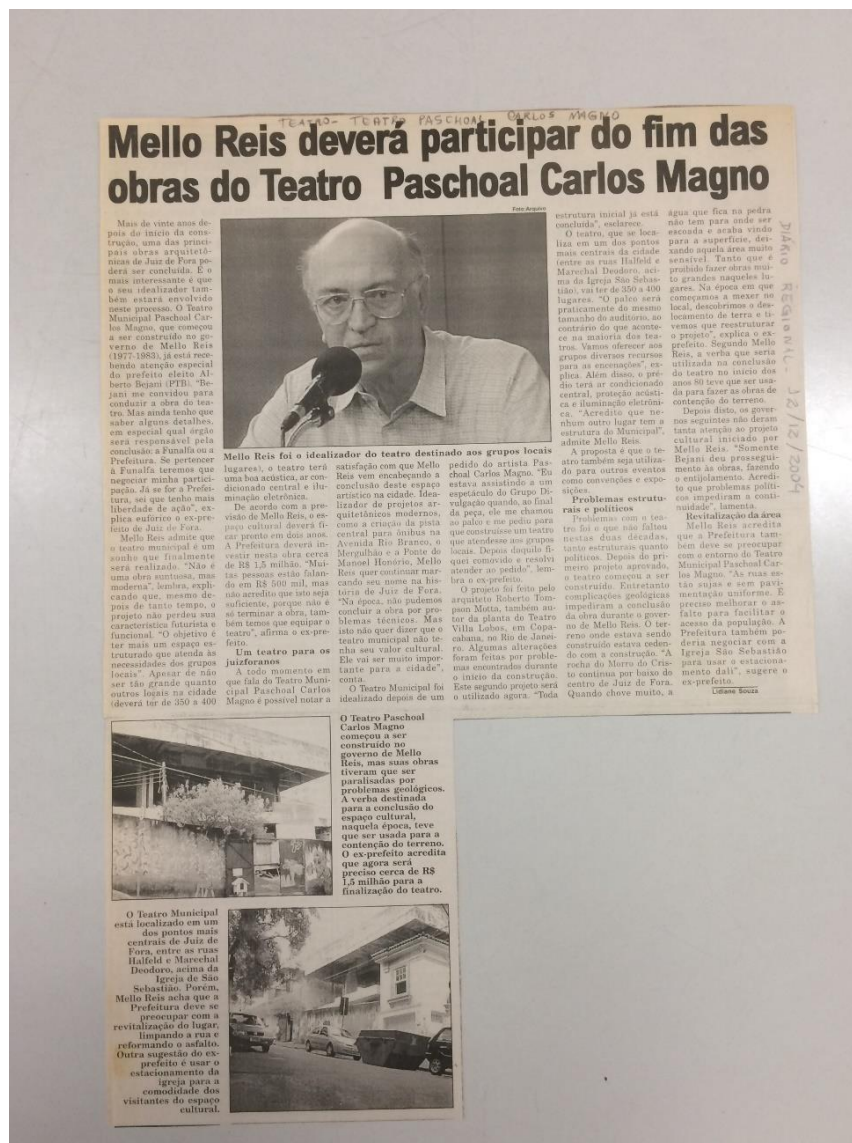 TEATRO - TEATRO PASCHOAL CARLOS MAGNO
Mello Reis deverá participar do fim das
obras do Teatro Paschoal Carlos Magno
Foto: Arquivo
Mais de vinte anos de-
pois do início da cons-
trução, uma das princi-
pais obras arquitetô-
nicas de Juiz de Fora po-
derá ser concluída. E o
mais interessante é que
o seu idealizador tam-
bém estará envolvido
neste processo. O Teatro
Municipal Paschoal Car-
los Magno, que começou
a ser construído no go-
verno de Mello Reis
(1977-1983), já está rece-
bendo atenção especial
do prefeito eleito Al-
berto Bejani (PTB). "Be-
jani me convidou para
conduzir a obra do tea-
tro. Mas ainda tenho que
saber alguns detalhes,
em especial qual órgão
será responsável pela
conclusão: a Funalfa ou a
Prefeitura. Se pertencer
à Funalfa teremos que
negociar minha partici-
pação. Já se for a Prefei-
tura, sei que tenho mais
liberdade de ação", ex-
plica eufórico o ex-pre-
feito de Juiz de Fora.
Mello Reis admite que
o teatro municipal é um
sonho que finalmente
será realizado. "Não é
uma obra suntuosa, mas
moderna", lembra, expli-
cando que, mesmo de-
pois de tanto tempo, o
projeto não perdeu sua
característica futurista e
funcional. "O objetivo é
ter mais um espaço es-
truturado que atenda às
necessidades dos grupos
locais". Apezar de não
ser tão grande quanto
outros locais na cidade
(deverá ter de 350 a 400
Mello Reis foi o idealizador do teatro destinado aos grupos locais
lugares), o teatro terá
uma boa acústica, ar con-
dicionado central e ilu-
minação eletrônica.
De acordo com a pre-
visão de Mello Reis, o es-
paço cultural deverá fi-
car pronto em dois anos.
A Prefeitura deverá in-
vestir nesta obra cerca
de R$ 1,5 milhão. "Mui-
tas pessoas estão falan-
do em R$ 500 mil, mas
não acredito que isto seja
suficiente, porque não é
só terminar a obra, tam-
bém temos que equipar o
teatro", afirma o ex-pre-
feito.
Um teatro para os
juizforanos
A todo momento em
que fala do Teatro Muni-
cipal Paschoal Carlos
Magno é possível notar a
satisfação com que Mello
Reis vem encabeçando a
conclusão deste espaço
artístico na cidade. Idea-
lizador de projetos ar-
quitetônicos modernos,
como a criação da pista
central para ônibus na
Avenida Rio Branco, o
Mergulhão e a Ponte do
Manoel Honório, Mello
Reis quer continuar mar-
cando seu nome na his-
tória de Juiz de Fora.
"Na época, não pudemos
concluir a obra por pro-
blemas técnicos. Mas
isto não quer dizer que o
teatro municipal não te-
nha seu valor cultural.
Ele vai ser muito impor-
tante para a cidade",
conta.
O Teatro Municipal foi
idealizado depois de um
pedido do artista Pas-
choal Carlos Magno. "Eu
estava assistindo a um
espetáculo do Grupo Di-
vulgação quando, ao final
da peça, ele me chamou
ao palco e me pediu para
que construísse um teatro
que atendesse aos grupos
locais. Depois daquilo fi-
quei comovido e resolvi
atender ao pedido", lem-
bra o ex-prefeito.
O projeto foi feito pelo
arquiteto Roberto Tom-
pson Motta, também au-
tor da planta do Teatro
Villa Lobos, em Copa-
cabana, no Rio de Janei-
ro. Algumas alterações
foram feitas por proble-
mas encontrados durante
o início da construção.
Este segundo projeto será
o utilizado agora. "Toda
estrutura inicial já está
concluída", esclarece.
O teatro, que se loca-
liza em um dos pontos
mais centrais da cidade
(entre as ruas Halfeld e
Marechal Deodoro, aci-
ma da Igreja São Sebas-
tião), vai ter de 350 a 400
lugares. "O palco será
praticamente do mesmo
tamanho do auditório, ao
contrário do que aconte-
ce na maioria dos tea-
tros. Vamos oferecer aos
grupos diversos recursos
para as encenações", ex-
plica. Além disso, o pré-
dio terá ar condicionado
central, proteção acústi-
ca e iluminação eletrôni-
ca. "Acredito que ne-
nhum outro lugar tem a
estrutura do Municipal",
admite Mello Reis.
A proposta é que o te-
atro também seja utiliza-
do para outros eventos
como convenções e expo-
sições.
Problemas estrutu-
rais e políticos
Problemas com o tea-
tro foi o que não faltou
nestas duas décadas,
tanto estruturais quanto
políticos. Depois do pri-
meiro projeto aprovado,
o teatro começou a ser
construído. Entretanto
complicações geológicas
impediram a conclusão
da obra durante o gover-
no de Mello Reis. O ter-
reno onde estava sendo
construído estava ceden-
do com a construção. "A
rocha do Morro do Cris-
to continua por baixo do
centro de Juiz de Fora.
Quando chove muito, a
água que fica na pedra
não tem para onde ser
escoada e acaba vindo
para a superfície, dei-
xando aquela área muito
sensível. Tanto que é
proibido fazer obras mui-
to grandes naqueles lu-
gares. Na época em que
começamos a mexer no
local, descobrimos a des-
locamento de terra e ti-
vemos que reestruturar
o projeto", explica o ex-
prefeito. Segundo Mello
Reis, a verba que seria
utilizada na conclusão
do teatro no início dos
anos 80 teve que ser usa-
da para fazer as obras de
contenção do terreno.
Depois disto, os gover-
nos seguintes não deram
tanta atenção ao projeto
cultural iniciado por
Mello Reis. "Somente
Bejani deu prossegui-
mento às obras, fazendo
o entijolamento. Acredi-
to que problemas políti-
cos impediram a conti-
nuidade", lamenta.
Revitalização da área
Mello Reis acredita
que a Prefeitura tam-
bém deve se preocupar
com o entorno do Teatro
Municipal Paschoal Car-
los Magno. "As ruas es-
tão sujas e sem pavi-
mentação uniforme. É
preciso melhorar o as-
falto para facilitar o
acesso da população. A
Prefeitura também po-
deria negociar com a
Igreja São Sebastião
para usar o estaciona-
mento dali", sugere o
ex-prefeito.
Lidiane Souza
DIÁRIO REGIONAL - 12/12/2004
O Teatro Paschoal
Carlos Magno
começou a ser
construído no
governo de Mello
Reis, mas suas obras
tiveram que ser
paralisadas por
problemas geológicos.
A verba destinada
para a conclusão do
espaço cultural,
naquela época, teve
que ser usada para a
contenção do terreno.
O ex-prefeito acredita
que agora será
preciso cerca de R$
1,5 milhão para a
finalização do teatro.
O Teatro Municipal
está localizado em um
dos pontos mais
centrais de Juiz de
Fora, entre as ruas
Halfeld e Marechal
Deodoro, acima da
Igreja de São
Sebastião. Porém,
Mello Reis acha que a
Prefeitura deve se
preocupar com a
revitalização do lugar,
limpando a rua e
reformando o asfalto.
Outra sugestão do ex-
prefeito é usar o
estacionamento da
igreja para a
comodidade dos
visitantes do espaço
cultural.